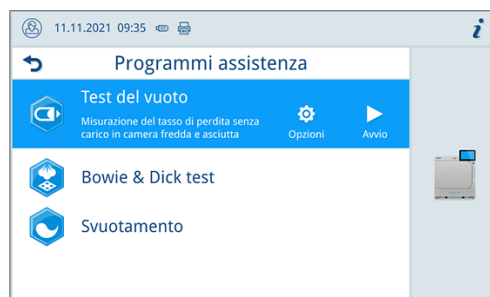 11.11.2021 09:35
i
Programmi assistenza
Test del vuoto
Misurazione del tasso di perdita senza
carico in camera fredda e asciutta
Opzioni
Avvio
Bowie & Dick test
Svuotamento